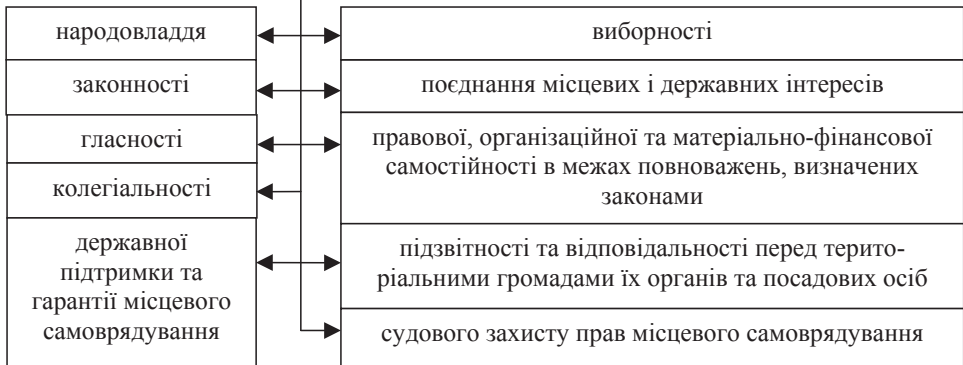 народовладдя
виборності
законності
поєднання місцевих і державних інтересів
гласності
правової, організаційної та матеріально-фінансової
самостійності в межах повноважень, визначених
законами
колегіальності
державної
підтримки та
гарантії місцевого
самоврядування
підзвітності та відповідальності перед терито-
ріальними громадами їх органів та посадових осіб
судового захисту прав місцевого самоврядування